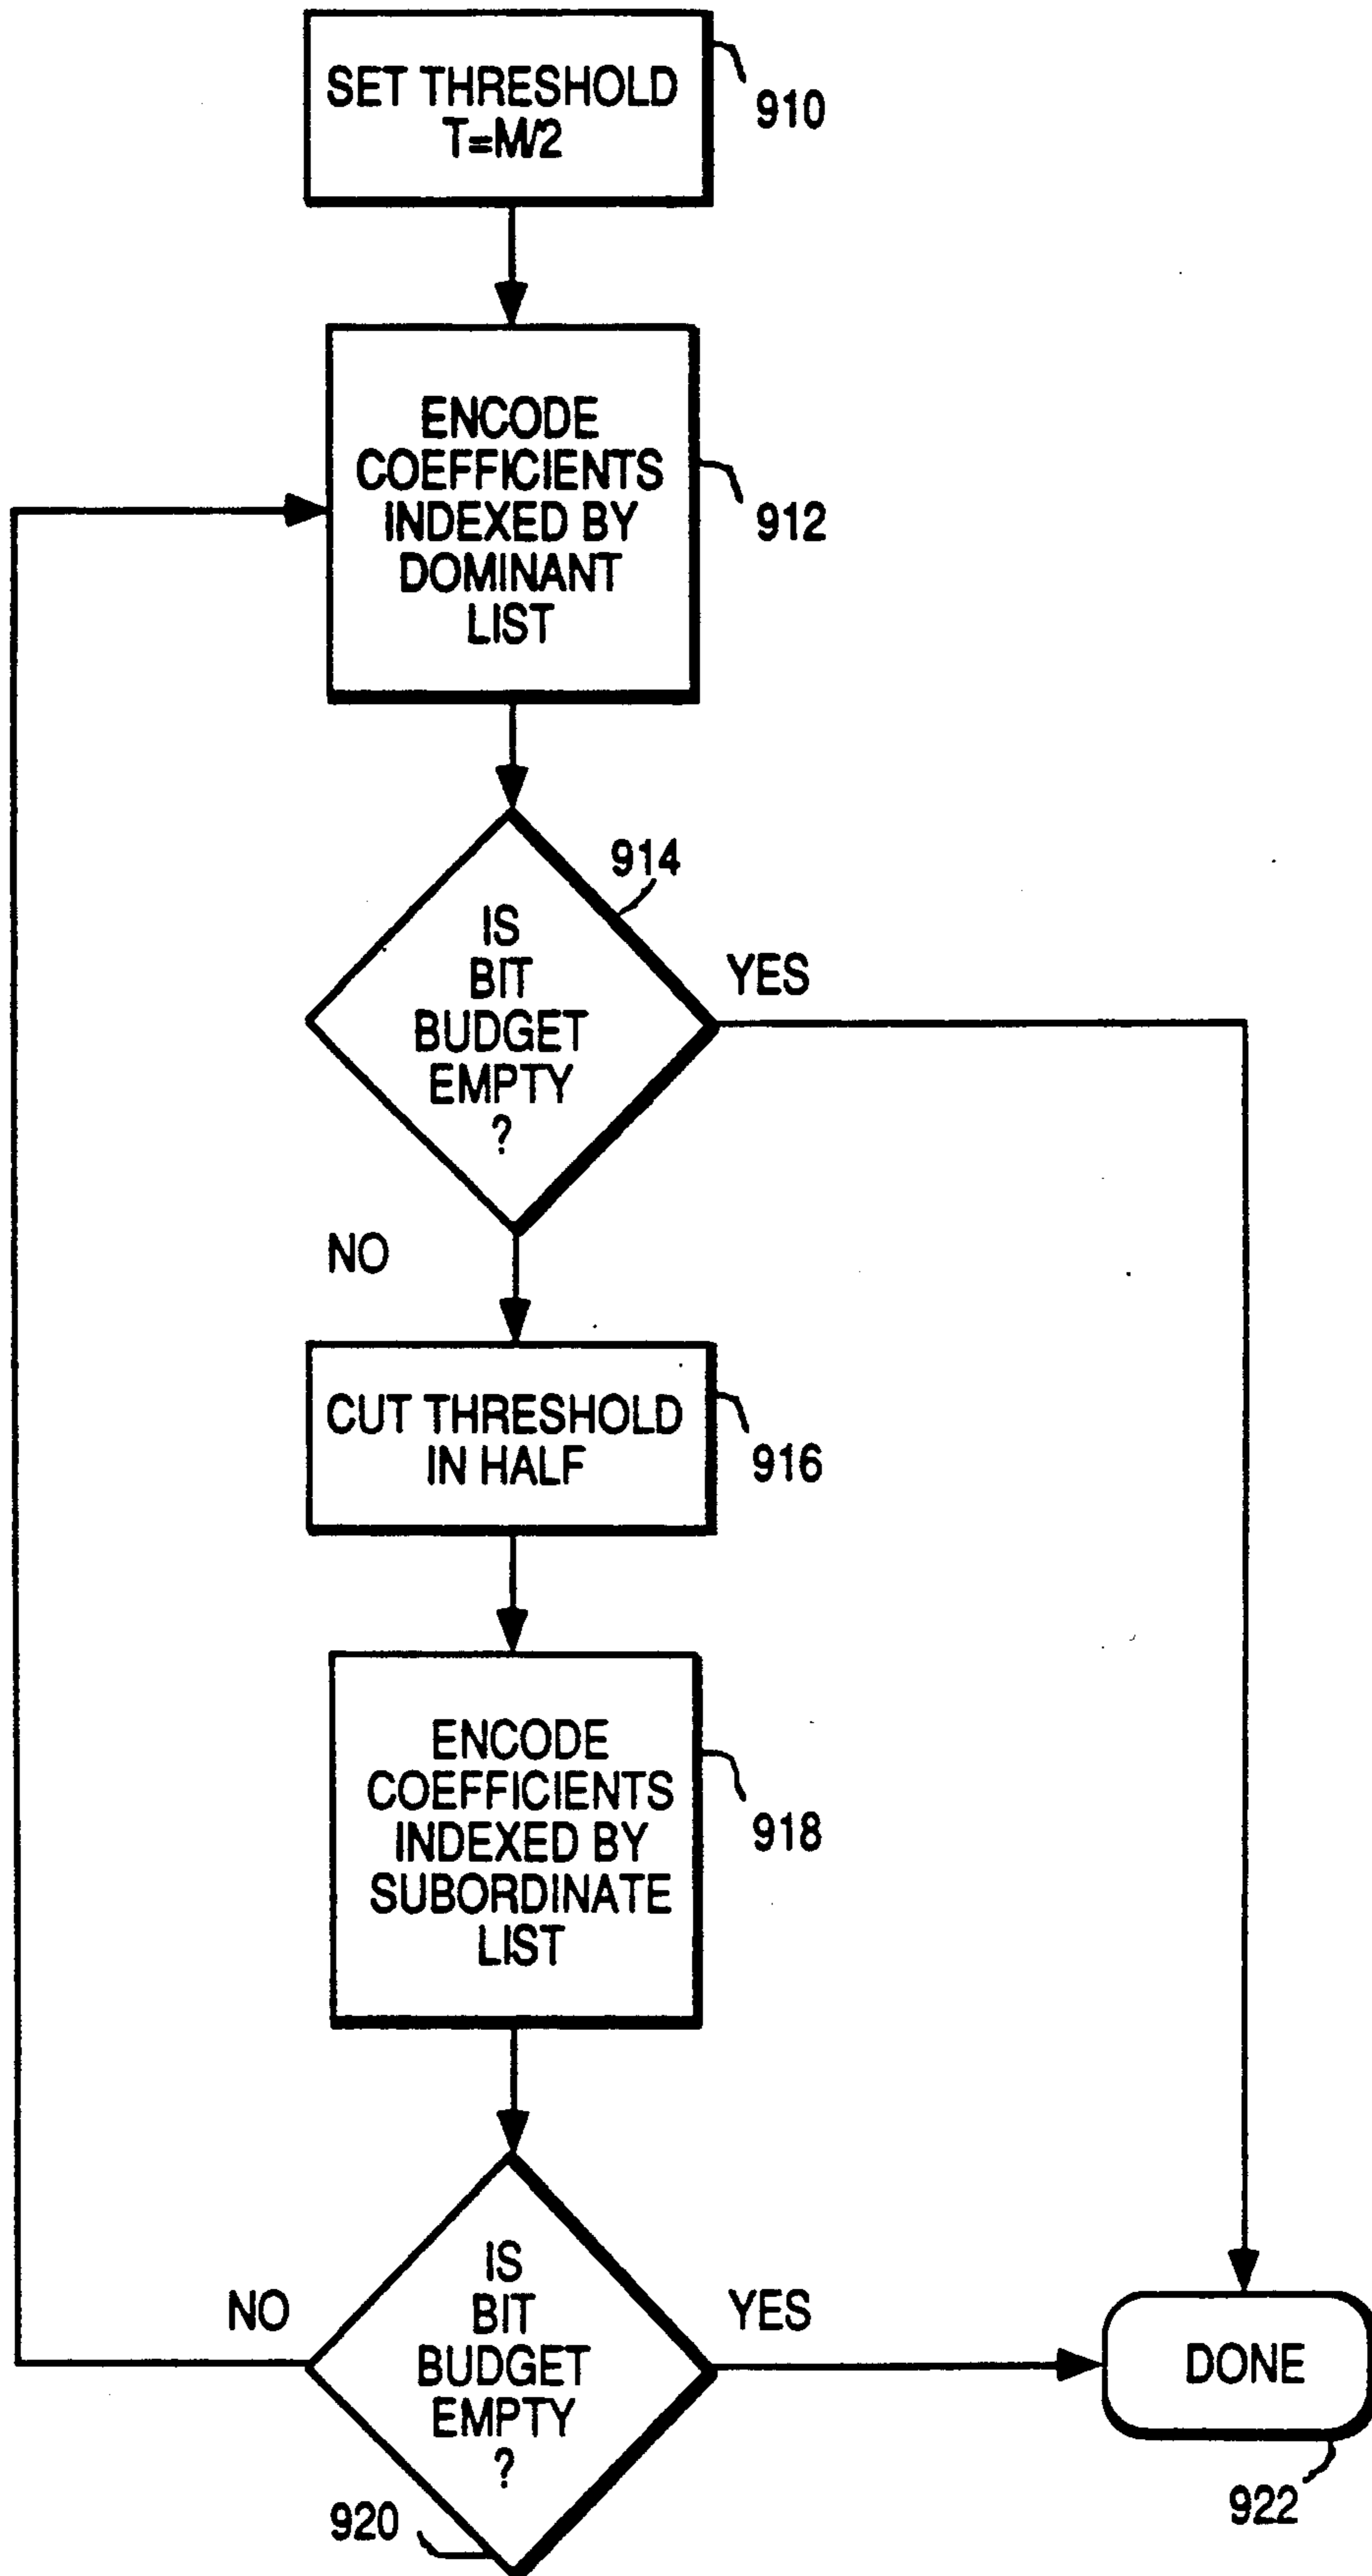 SET THRESHOLD
T=M/2
910
ENCODE
COEFFICIENTS
INDEXED BY
DOMINANT
LIST
912
914
IS
BIT
BUDGET
EMPTY
?
YES
NO
CUT THRESHOLD
IN HALF
916
ENCODE
COEFFICIENTS
INDEXED BY
SUBORDINATE
LIST
918
IS
BIT
BUDGET
EMPTY
?
NO
YES
DONE
920
922